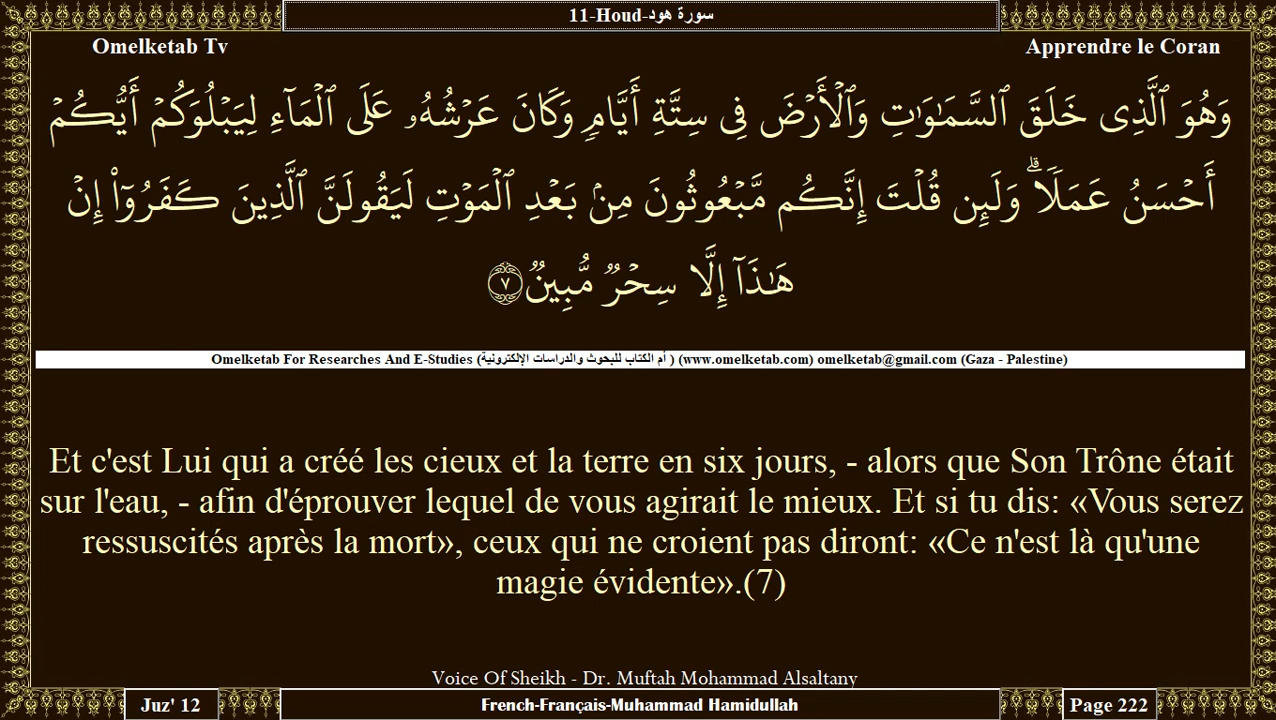 11-Houd-سورة هود
Omelketab Tv
Apprendre le Coran
وَهُوَ ٱلَّذِى خَلَقَ ٱلسَّمَـٰوَٰتِ وَٱلْأَرْضَ فِى سِتَّةِ أَيَّامٍۢ وَكَانَ عَرْشُهُۥ عَلَى ٱلْمَآءِ لِيَبْلُوَكُمْ أَيُّكُمْ
أَحْسَنُ عَمَلًۭا ۗ وَلَئِن قُلْتَ إِنَّكُم مَّبْعُوثُونَ مِنۢ بَعْدِ ٱلْمَوْتِ لَيَقُولَنَّ ٱلَّذِينَ كَفَرُوٓا۟ إِنْ
هَـٰذَآ إِلَّا سِحْرٌۭ مُّبِينٌۭ ٧
Omelketab For Researches And E-Studies (أم الكتاب للبحوث والدراسات الإلكترونية ) (www.omelketab.com) omelketab@gmail.com (Gaza - Palestine)
Et c'est Lui qui a créé les cieux et la terre en six jours, - alors que Son Trône était
sur l'eau, - afin d'éprouver lequel de vous agirait le mieux. Et si tu dis: «Vous serez
ressuscités après la mort», ceux qui ne croient pas diront: «Ce n'est là qu'une
magie évidente».(7)
Voice Of Sheikh - Dr. Muftah Mohammad Alsaltany
Juz' 12
French-Français-Muhammad Hamidullah
Page 222